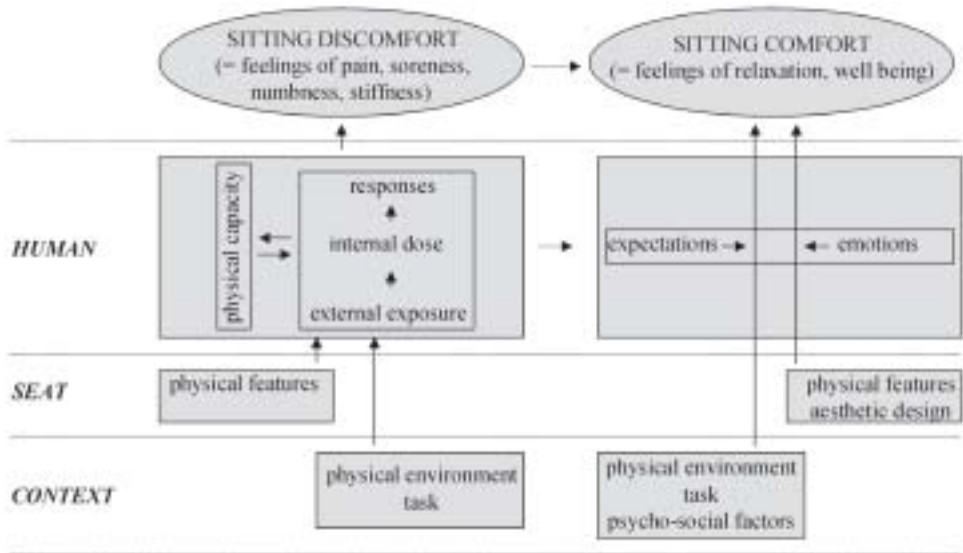 SITTING DISCOMFORT
(= feelings of pain, soreness,
numbness, stiffness)
SITTING COMFORT
(= feelings of relaxation, well being)
HUMAN
physical capacity
responses
internal dose
external exposure
expectations
emotions
SEAT
physical features
physical features
aesthetic design
CONTEXT
physical environment
task
physical environment
task
psycho-social factors